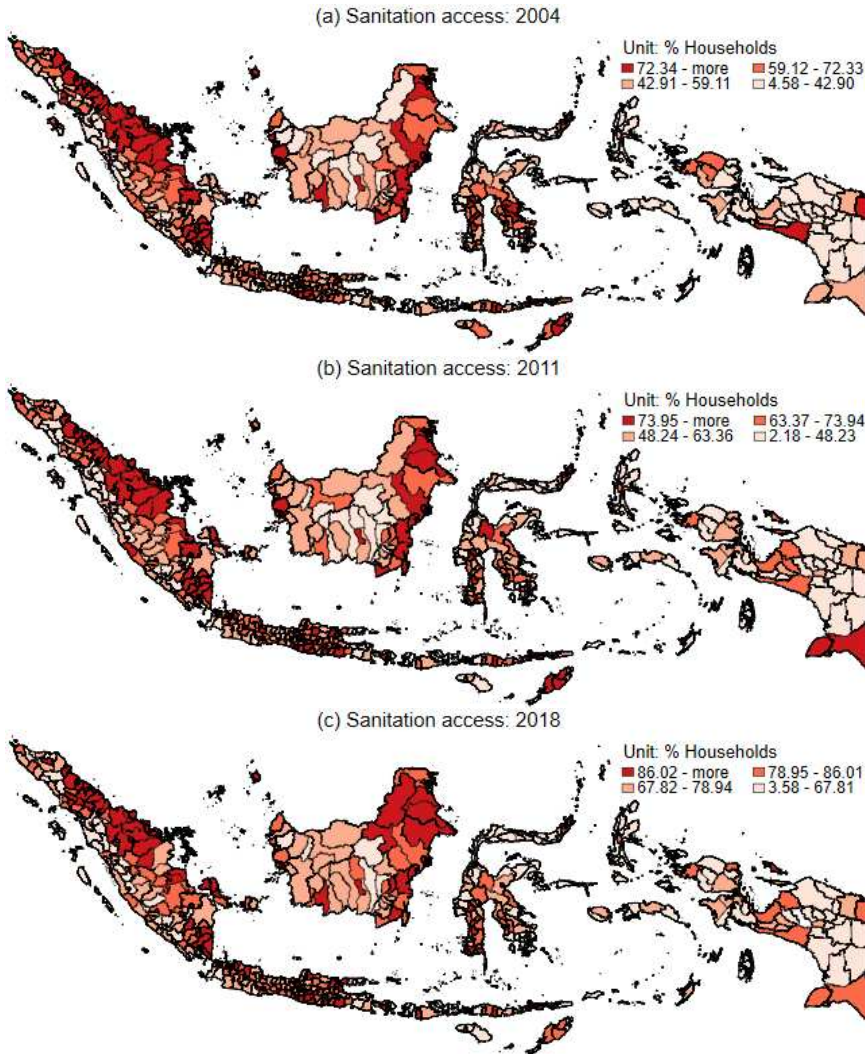 (a) Sanitation access: 2004
Unit: % Households
72.34 - more 59.12 - 72.33
42.91 - 59.11 4.58 - 42.90
(b) Sanitation access: 2011
Unit: % Households
73.95 - more 63.37 - 73.94
48.24 - 63.36 2.18 - 48.23
(c) Sanitation access: 2018
Unit: % Households
86.02 - more 78.95 - 86.01
67.82 - 78.94 3.58 - 67.81